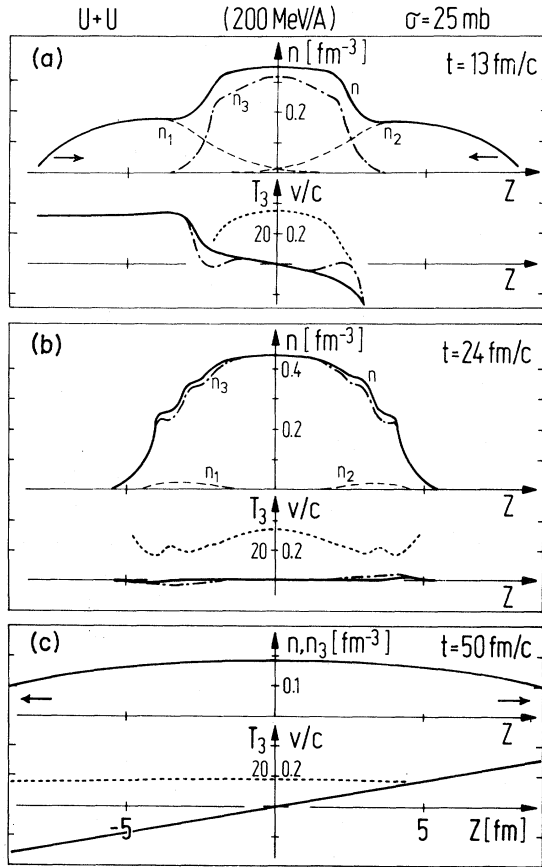 U+U (200 MeV/A) σ=25 mb
(a) n [fm⁻³] t=13 fm/c
n
n₃
0.2
n₁ n₂
Z
T₃ v/c
20 0.2
Z
(b) n [fm⁻³] t=24 fm/c
0.4
n₃ n
0.2
n₁ n₂
Z
T₃ v/c
20 0.2
Z
(c) n,n₃ [fm⁻³] t=50 fm/c
0.1
Z
T₃ v/c
20 0.2
-5 5 Z[fm]